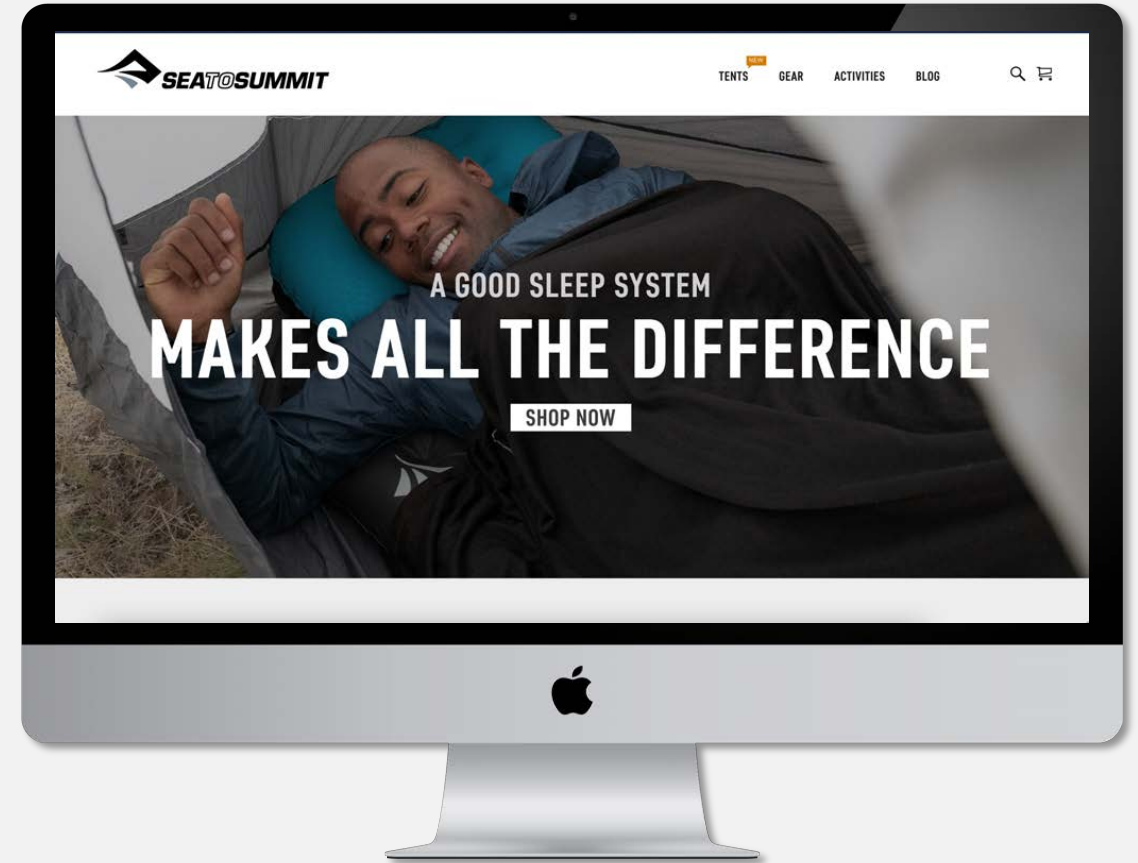 SEATOSUMMIT
NEW
TENTS GEAR ACTIVITIES BLOG
A GOOD SLEEP SYSTEM
MAKES ALL THE DIFFERENCE
SHOP NOW